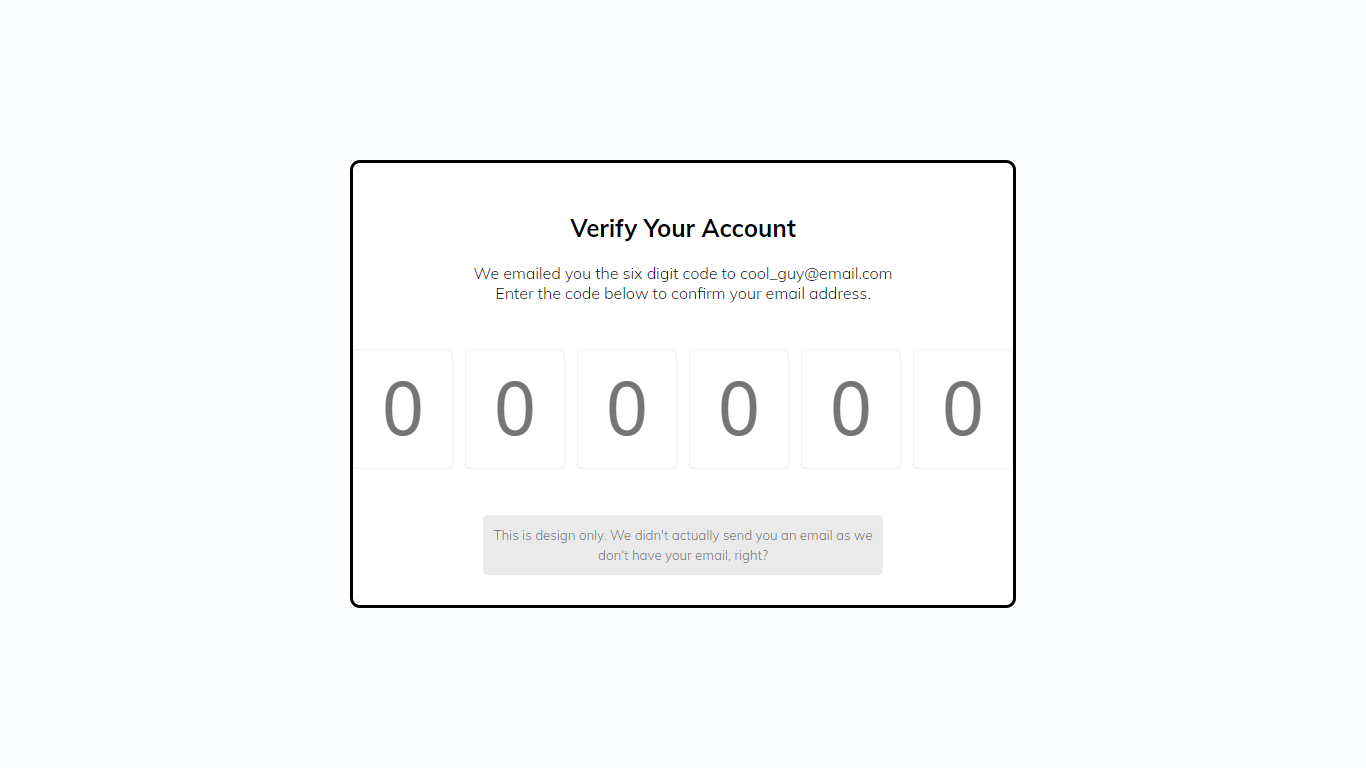 Verify Your Account
We emailed you the six digit code to cool_guy@email.com
Enter the code below to confirm your email address.
0 0 0 0 0 0
This is design only. We didn't actually send you an email as we
don't have your email, right?